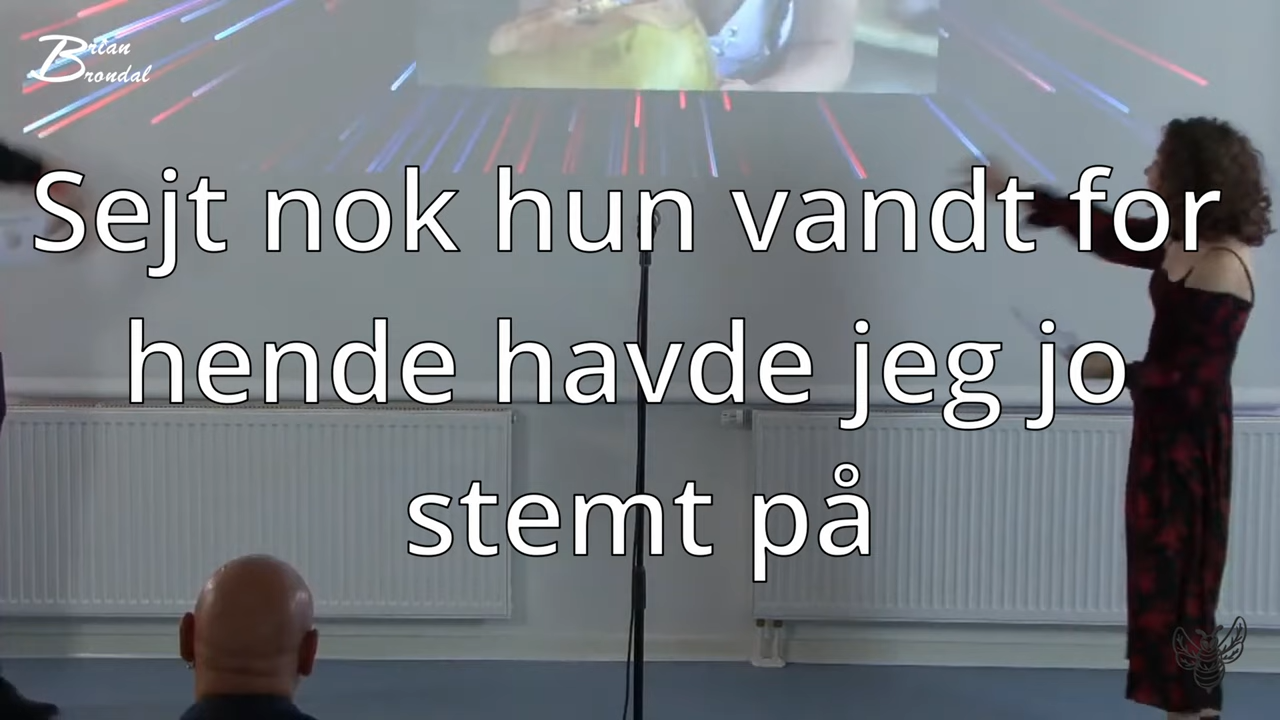 Brian
Brondal
Sejt nok hun vandt for
hende havde jeg jo
stemt på